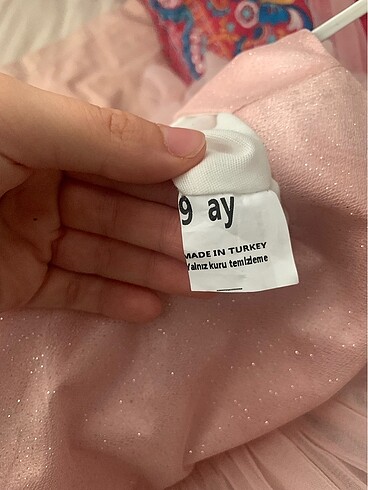 9 ay
MADE IN TURKEY
Yalnız kuru temizleme